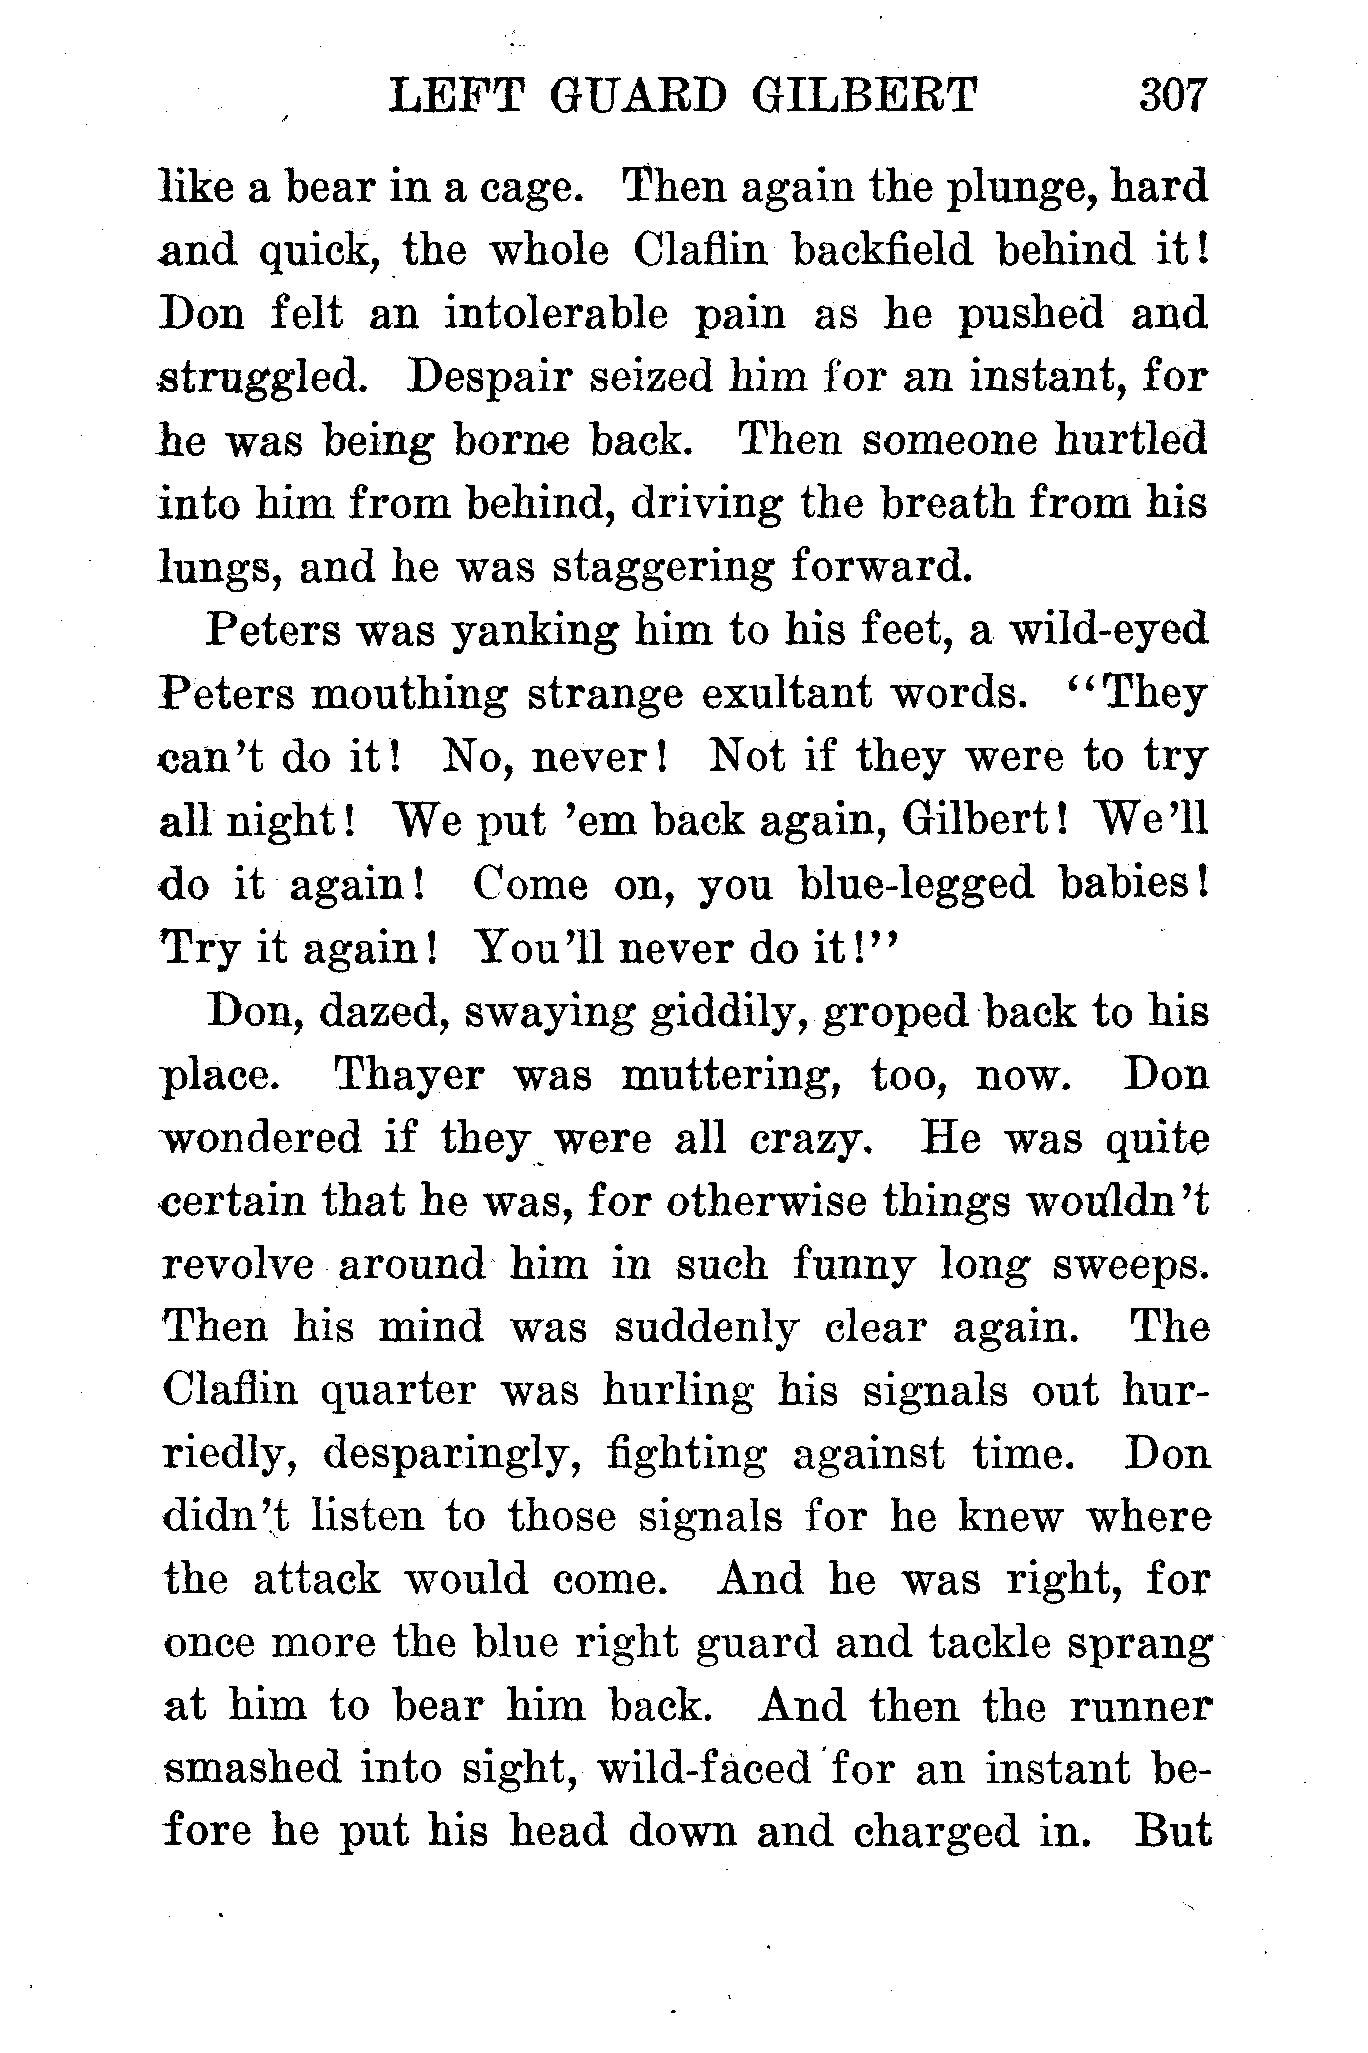 LEFT GUARD GILBERT 307
like a bear in a cage. Then again the plunge, hard
and quick, the whole Claflin backfield behind it!
Don felt an intolerable pain as he pushed and
struggled. Despair seized him for an instant, for
he was being borne back. Then someone hurtled
into him from behind, driving the breath from his
lungs, and he was staggering forward.
Peters was yanking him to his feet, a wild-eyed
Peters mouthing strange exultant words. “They
can’t do it! No, never! Not if they were to try
all night! We put ’em back again, Gilbert! We’ll
do it again! Come on, you blue-legged babies!
Try it again! You’ll never do it!”
Don, dazed, swaying giddily, groped back to his
place. Thayer was muttering, too, now. Don
wondered if they were all crazy. He was quite
certain that he was, for otherwise things wouldn’t
revolve around him in such funny long sweeps.
Then his mind was suddenly clear again. The
Claflin quarter was hurling his signals out hur-
riedly, desparingly, fighting against time. Don
didn’t listen to those signals for he knew where
the attack would come. And he was right, for
once more the blue right guard and tackle sprang
at him to bear him back. And then the runner
smashed into sight, wild-faced for an instant be-
fore he put his head down and charged in. But